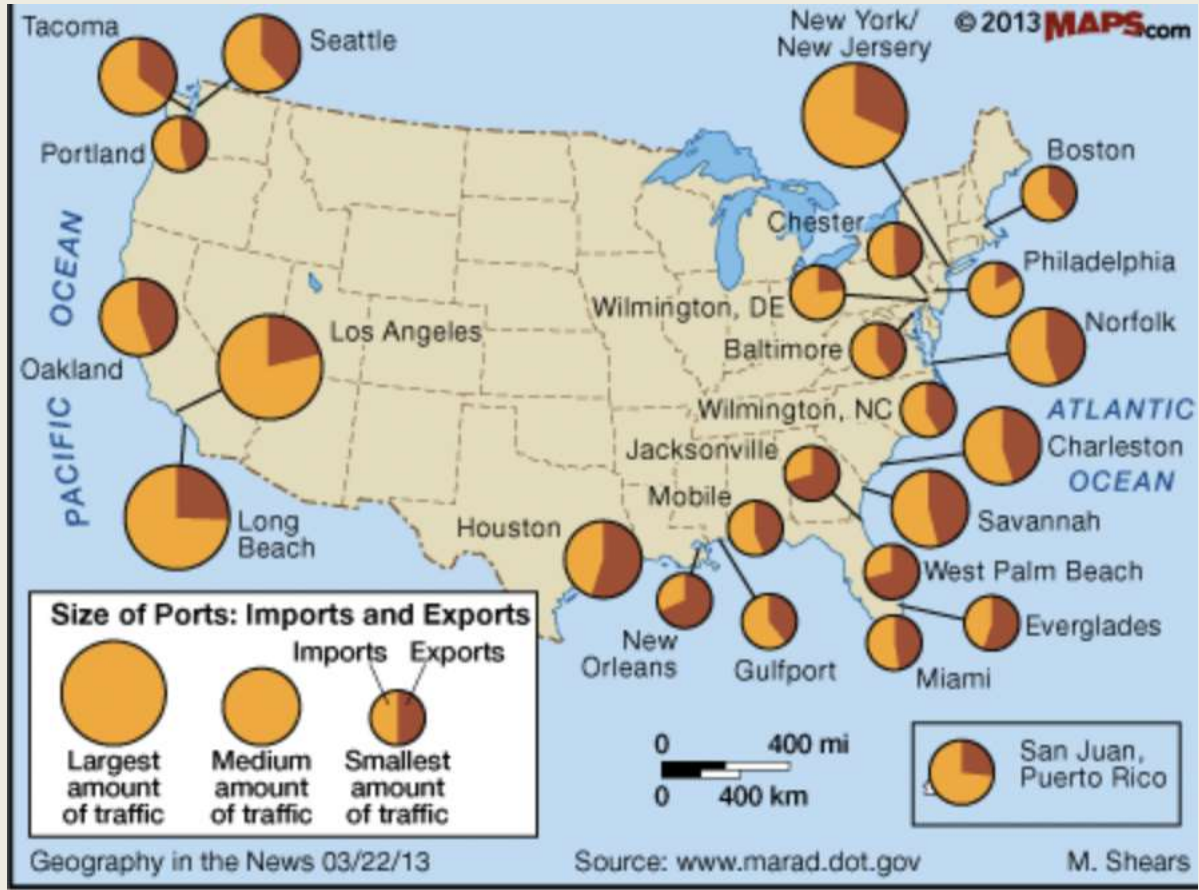 Tacoma
Seattle
New York/
New Jersery
© 2013 MAPS.com
Portland
Boston
Chester
Philadelphia
PACIFIC OCEAN
Wilmington, DE
Los Angeles
Norfolk
Oakland
Baltimore
Wilmington, NC
ATLANTIC
OCEAN
Jacksonville
Charleston
Mobile
Long
Beach
Houston
Savannah
West Palm Beach
New
Orleans
Gulfport
Everglades
Miami
Size of Ports: Imports and Exports
Imports Exports
Largest
amount
of traffic
Medium
amount
of traffic
Smallest
amount
of traffic
0 400 mi
0 400 km
San Juan,
Puerto Rico
Geography in the News 03/22/13
Source: www.marad.dot.gov
M. Shears